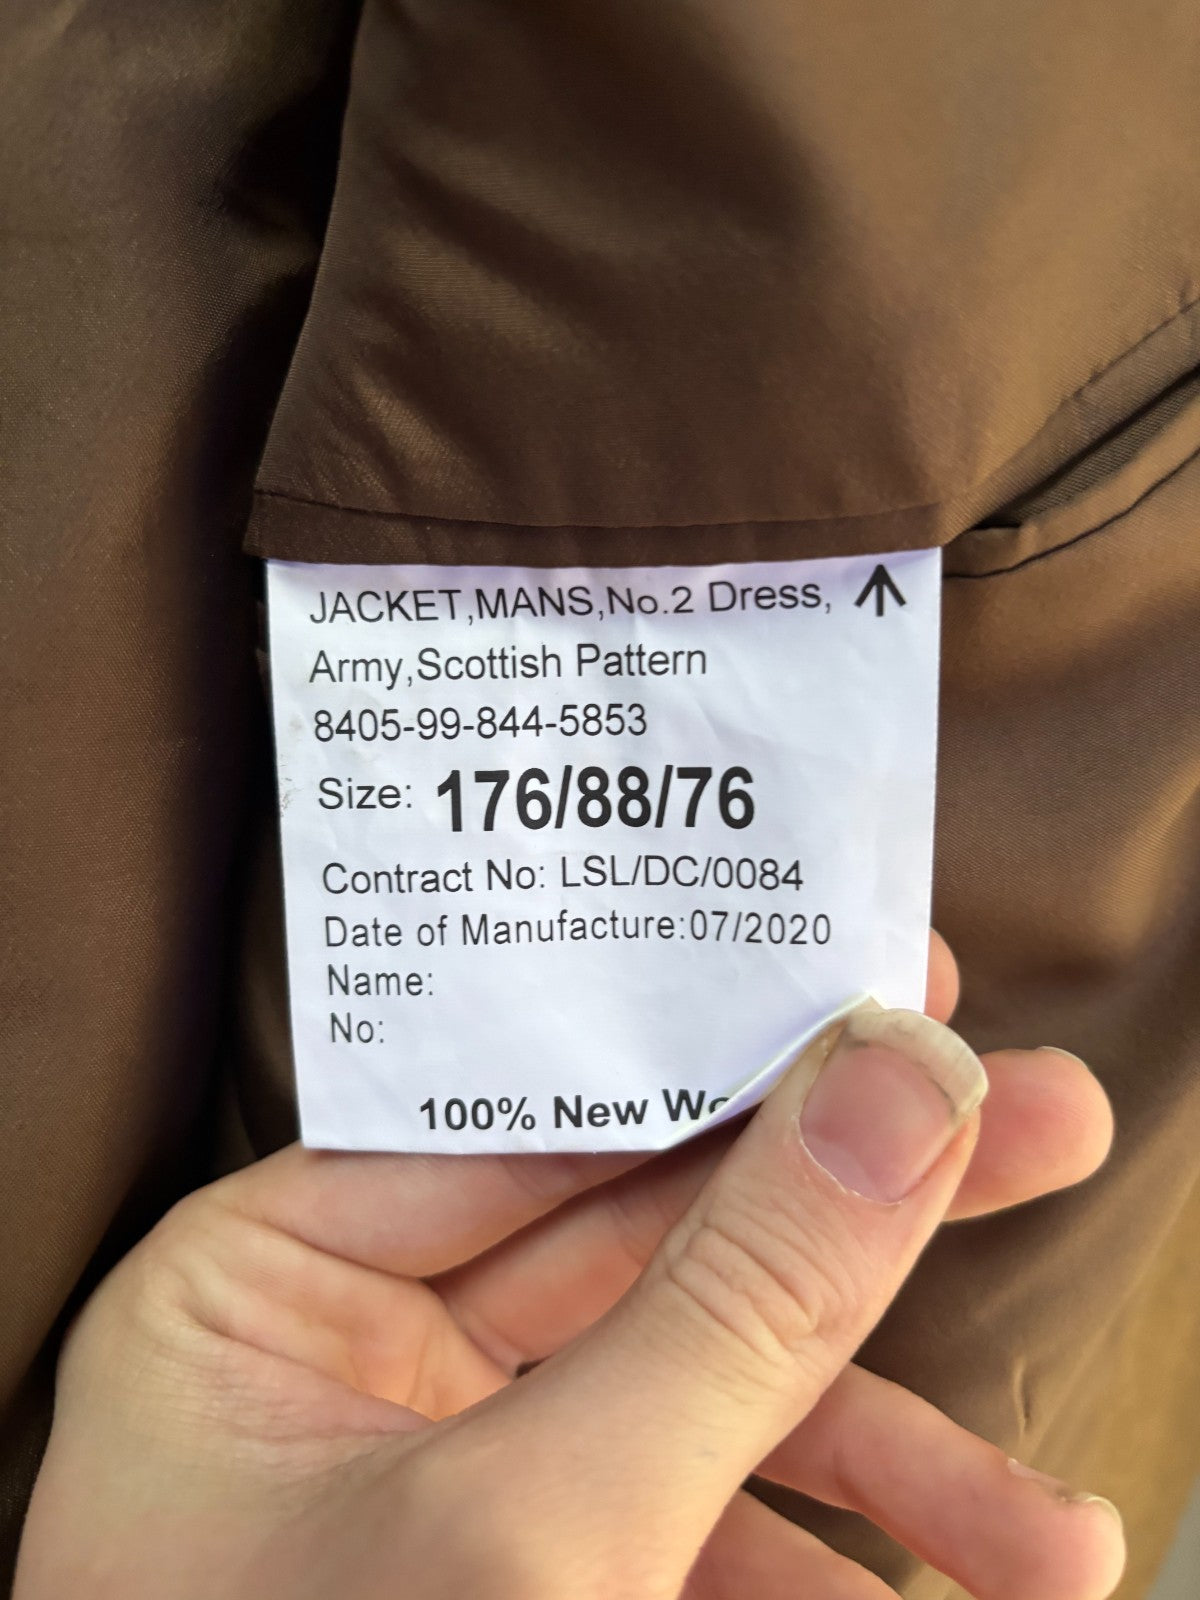 JACKET,MANS,No.2 Dress,
Army,Scottish Pattern
8405-99-844-5853
Size: 176/88/76
Contract No: LSL/DC/0084
Date of Manufacture:07/2020
Name:
No:
100% New